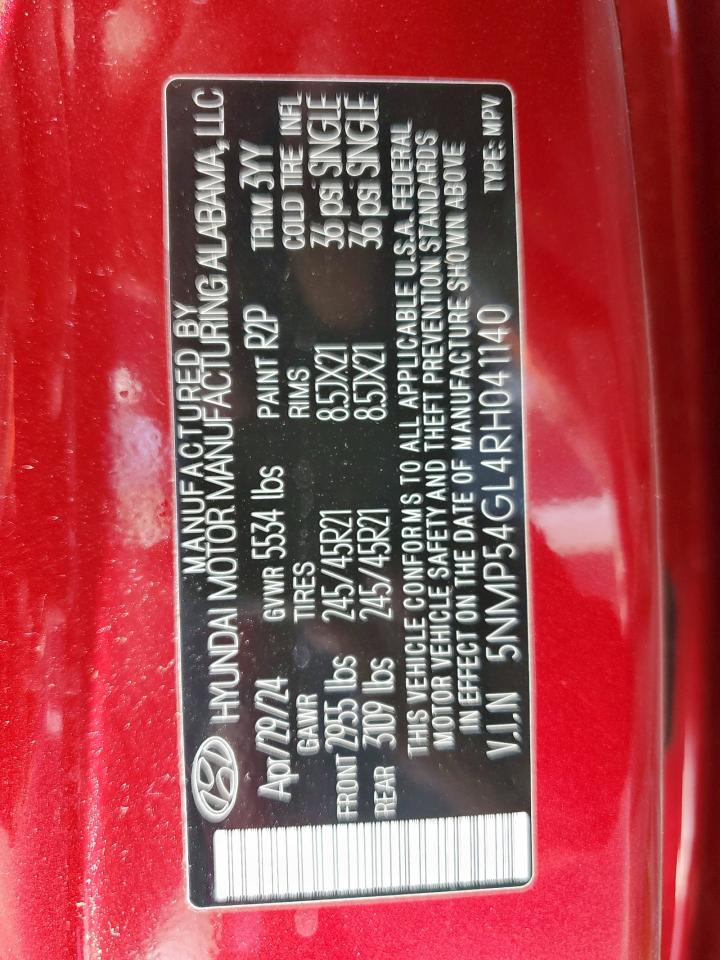 MANUFACTURED BY
HYUNDAI MOTOR MANUFACTURING ALABAMA, LLC
Apr/29/24 GVWR 5534 lbs PAINT R2P TRIM 3YY
GAWR TIRES RIMS COLD TIRE INFL
FRONT 2955 lbs 245/45R21 8.5JX21 36 psi SINGLE
REAR 3109 lbs 245/45R21 8.5JX21 36 psi SINGLE
THIS VEHICLE CONFORMS TO ALL APPLICABLE U.S.A. FEDERAL
MOTOR VEHICLE SAFETY AND THEFT PREVENTION STANDARDS
IN EFFECT ON THE DATE OF MANUFACTURE SHOWN ABOVE
V.I.N 5NMP54GL4RH041140 TYPE: MPV